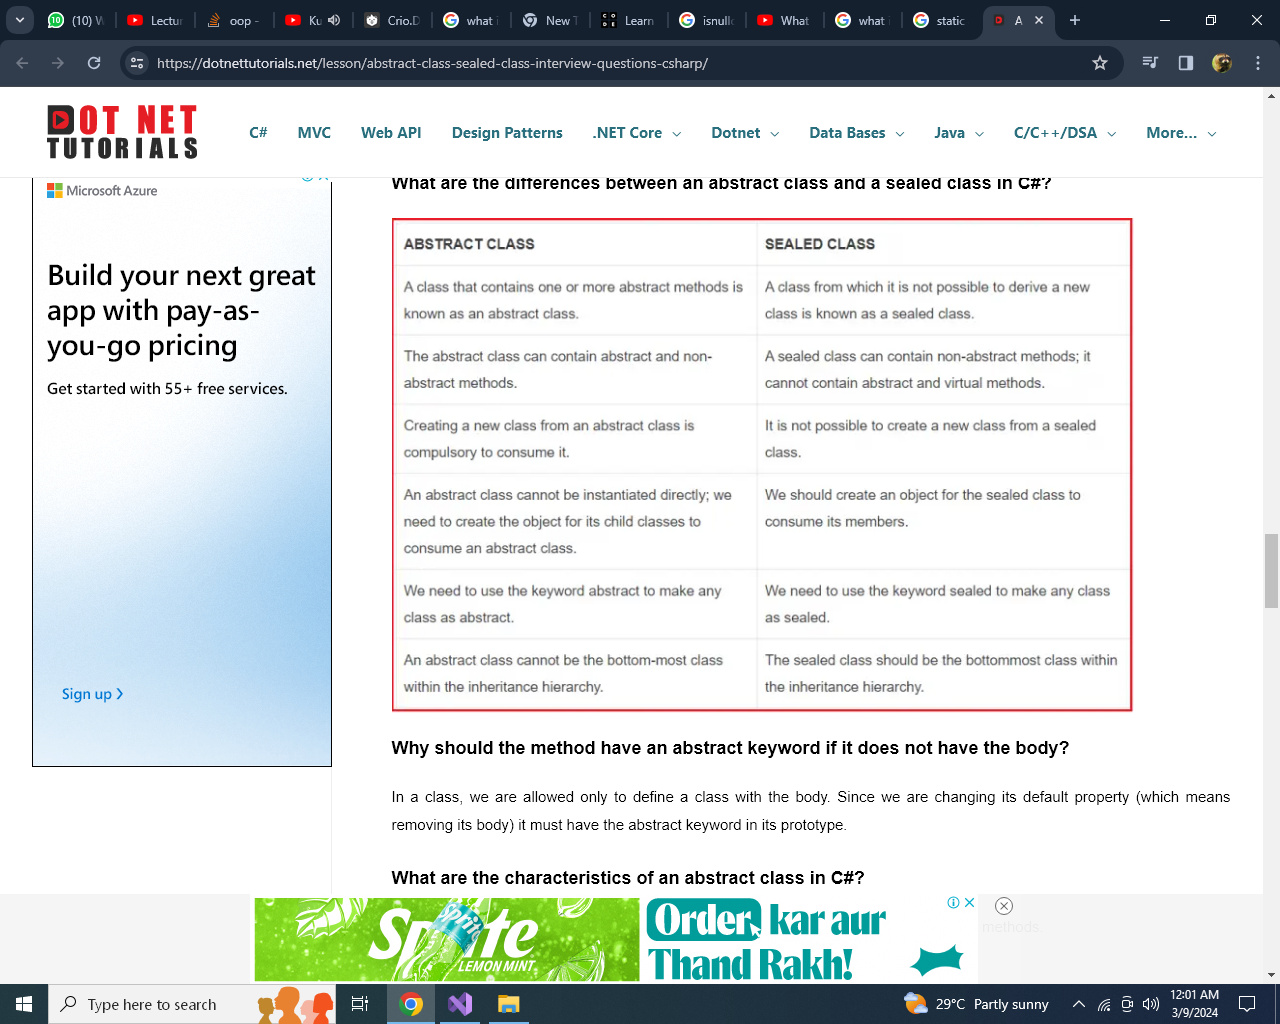 (10) W
Lectu
oop -
Ku
Crio.D
what i
New T
Learn
isnull
What
what i
static
A
https://dotnettutorials.net/lesson/abstract-class-sealed-class-interview-questions-csharp/
DOT NET
TUTORIALS
C# MVC Web API Design Patterns .NET Core Dotnet Data Bases Java C/C++/DSA More...
Microsoft Azure
Build your next great
app with pay-as-
you-go pricing
Get started with 55+ free services.
Sign up
What are the differences between an abstract class and a sealed class in C#?
ABSTRACT CLASS
SEALED CLASS
A class that contains one or more abstract methods is
known as an abstract class.
A class from which it is not possible to derive a new
class is known as a sealed class.
The abstract class can contain abstract and non-
abstract methods.
A sealed class can contain non-abstract methods; it
cannot contain abstract and virtual methods.
Creating a new class from an abstract class is
compulsory to consume it.
It is not possible to create a new class from a sealed
class.
An abstract class cannot be instantiated directly; we
need to create the object for its child classes to
consume an abstract class.
We should create an object for the sealed class to
consume its members.
We need to use the keyword abstract to make any
class as abstract.
We need to use the keyword sealed to make any class
as sealed.
An abstract class cannot be the bottom-most class
within the inheritance hierarchy.
The sealed class should be the bottommost class within
the inheritance hierarchy.
Why should the method have an abstract keyword if it does not have the body?
In a class, we are allowed only to define a class with the body. Since we are changing its default property (which means
removing its body) it must have the abstract keyword in its prototype.
What are the characteristics of an abstract class in C#?
Sprite
Sprite
LEMON MINT
Order kar aur
Thand Rakh!
methods
Type here to search
29°C Partly sunny
12:01 AM
3/9/2024